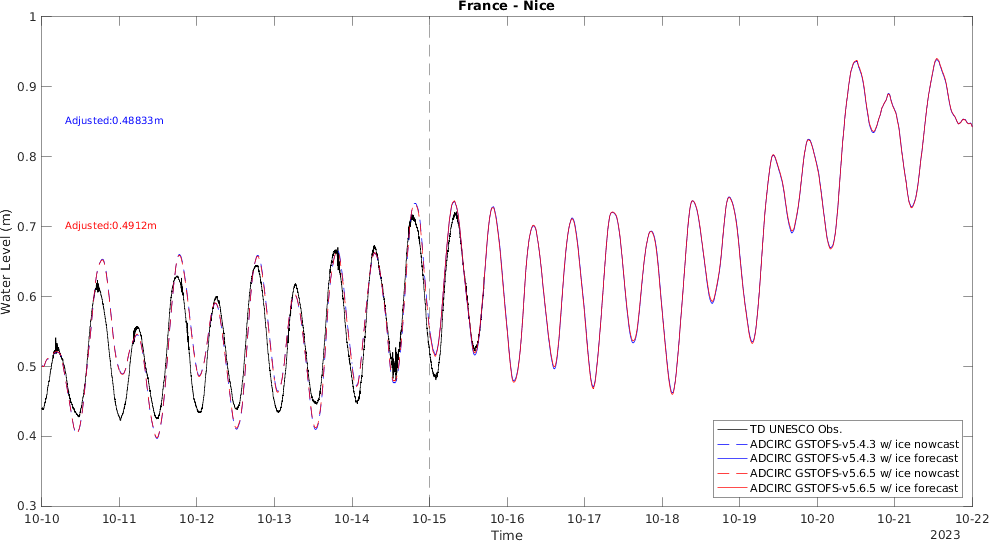 France - Nice
1
0.9
0.8
0.7
0.6
0.5
0.4
0.3
Water Level (m)
Adjusted:0.48833m
Adjusted:0.4912m
TD UNESCO Obs.
ADCIRC GSTOFS-v5.4.3 w/ ice nowcast
ADCIRC GSTOFS-v5.4.3 w/ ice forecast
ADCIRC GSTOFS-v5.6.5 w/ ice nowcast
ADCIRC GSTOFS-v5.6.5 w/ ice forecast
10-10 10-11 10-12 10-13 10-14 10-15 10-16 10-17 10-18 10-19 10-20 10-21 10-22
Time
2023